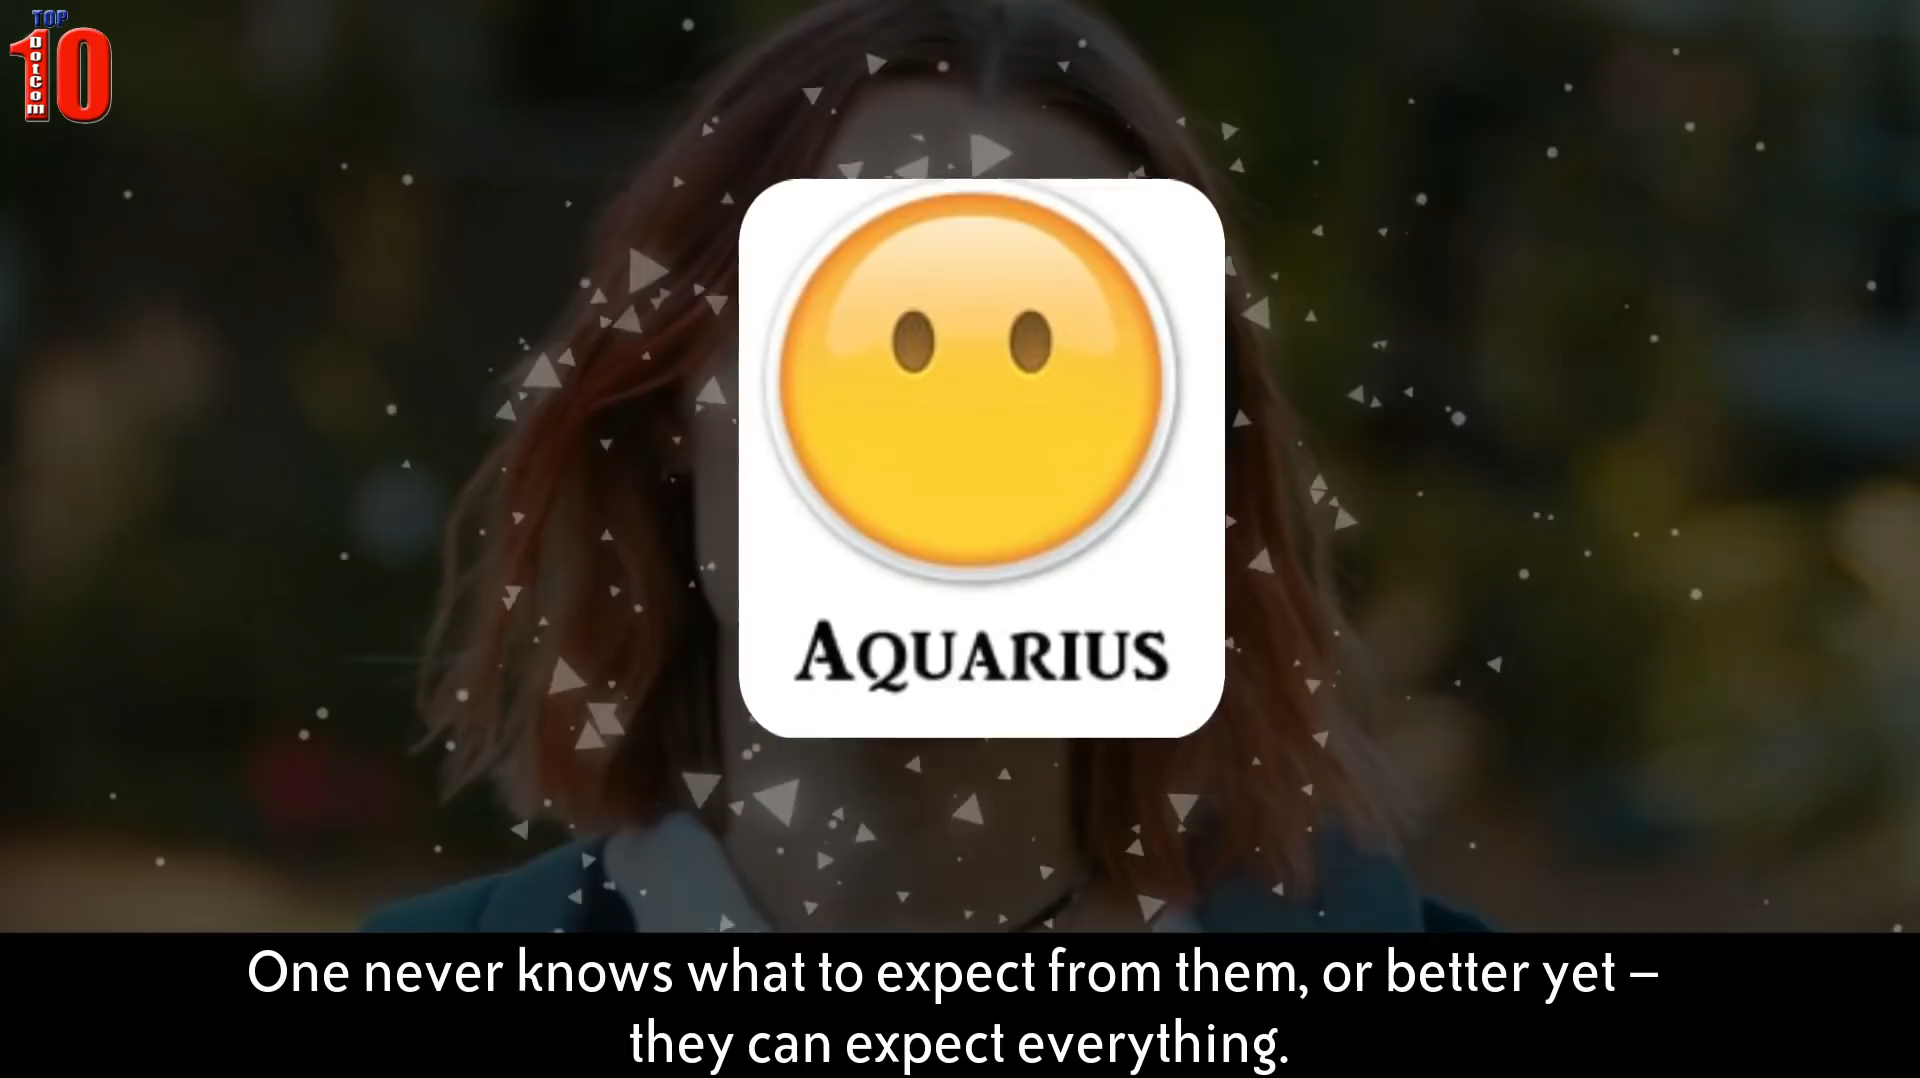 TOP
10
Dotcom
AQUARIUS
One never knows what to expect from them, or better yet –
they can expect everything.